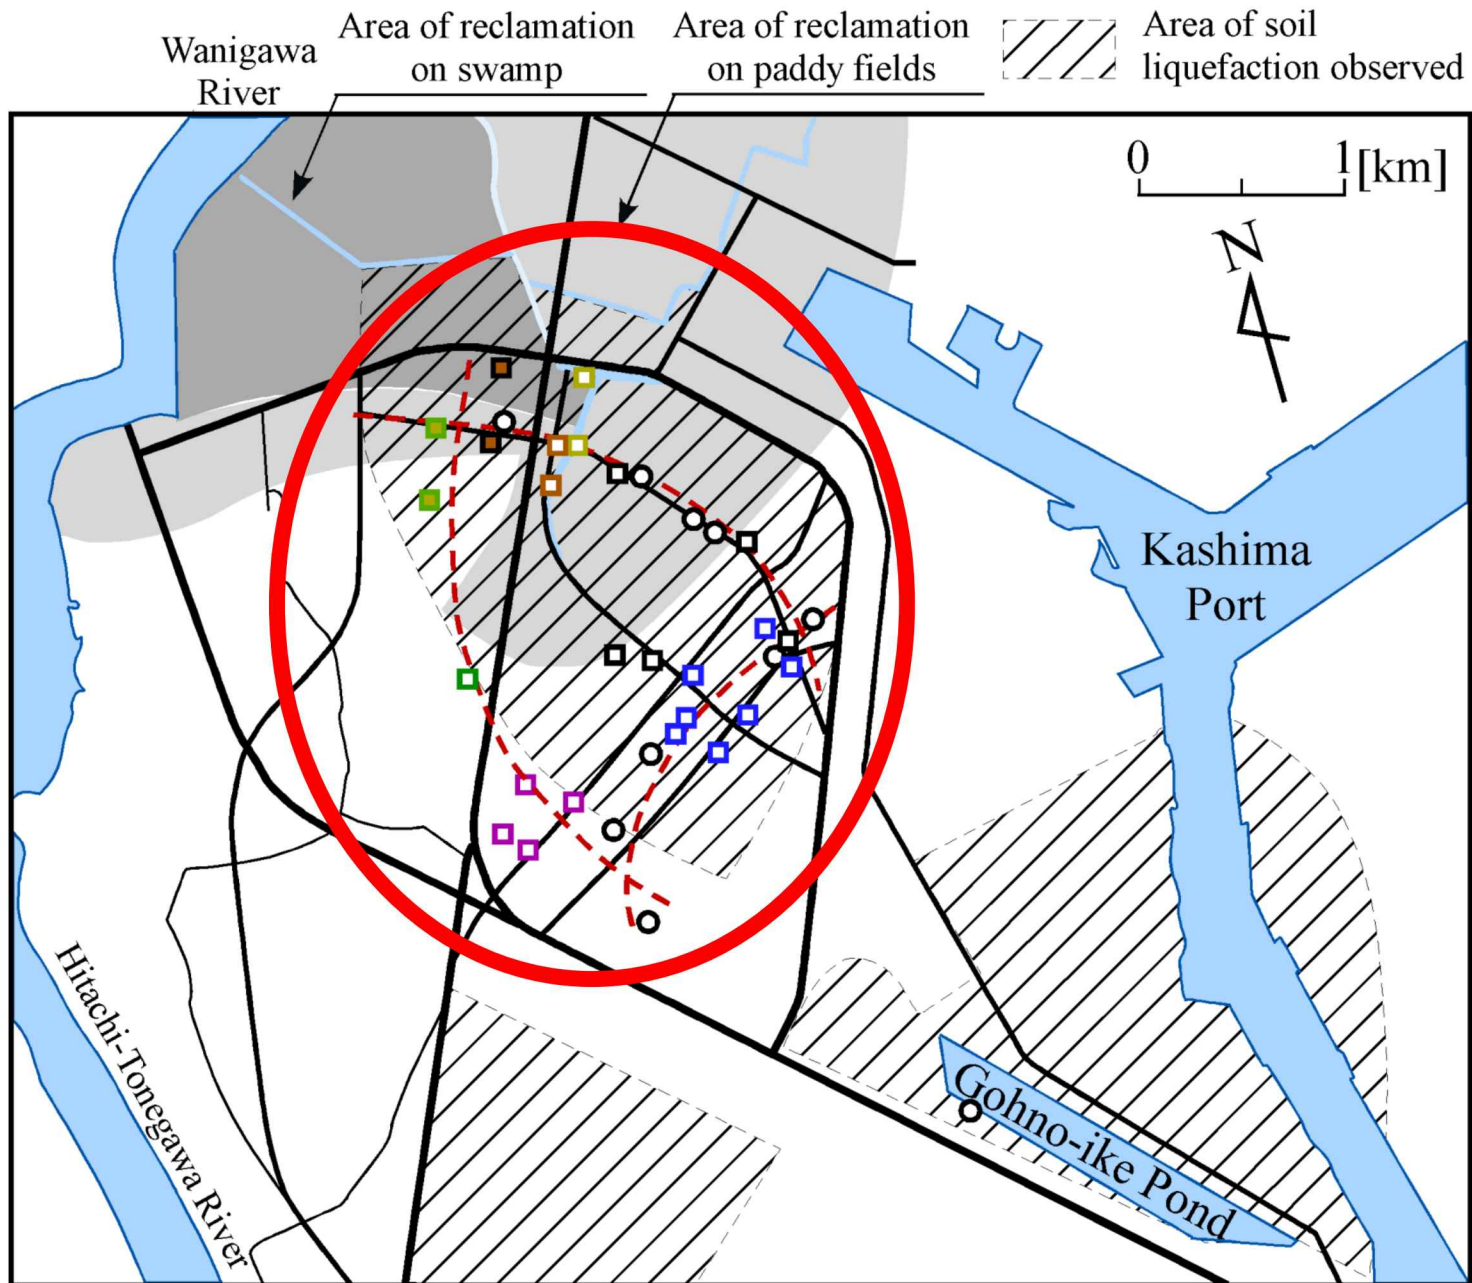 Wanigawa
River
Area of reclamation
on swamp
Area of reclamation
on paddy fields
Area of soil
liquefaction observed
0 1 [km]
N
Kashima
Port
Hitachi-Tonegawa River
Gohno-ike Pond